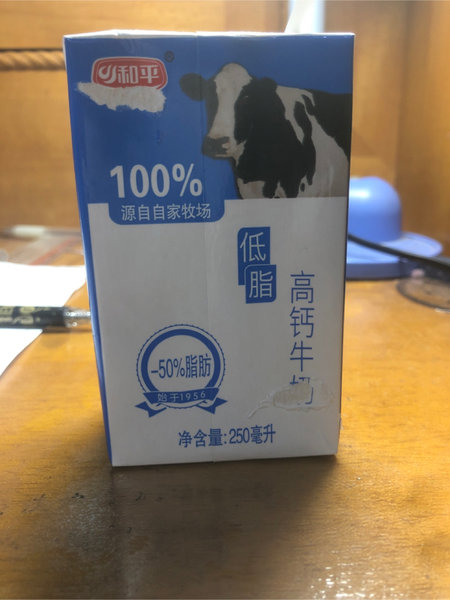 和平
®
100%
源自自家牧场
低脂
高钙牛奶
-50%脂肪
始于1956
净含量:250毫升